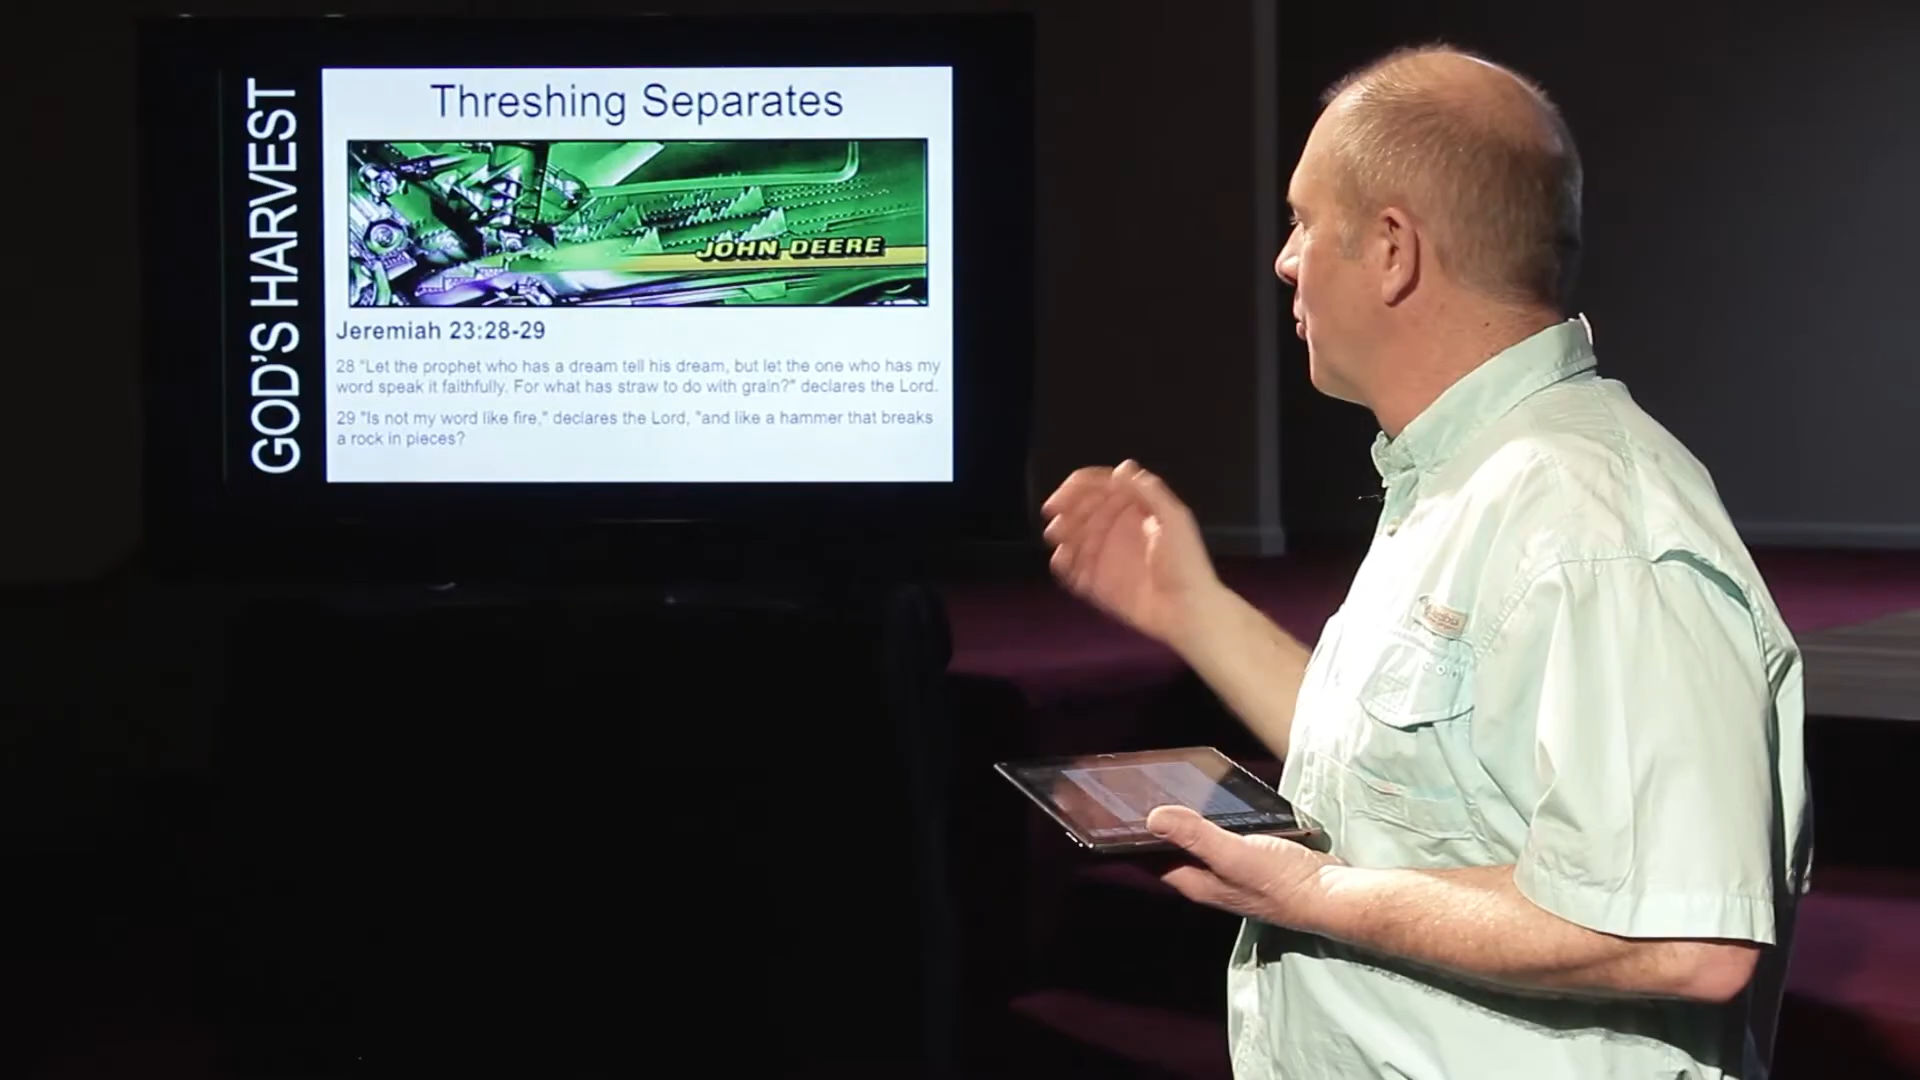 GOD'S HARVEST
Threshing Separates
JOHN DEERE
Jeremiah 23:28-29
28 "Let the prophet who has a dream tell his dream, but let the one who has my
word speak it faithfully. For what has straw to do with grain?" declares the Lord.
29 "Is not my word like fire," declares the Lord, "and like a hammer that breaks
a rock in pieces?